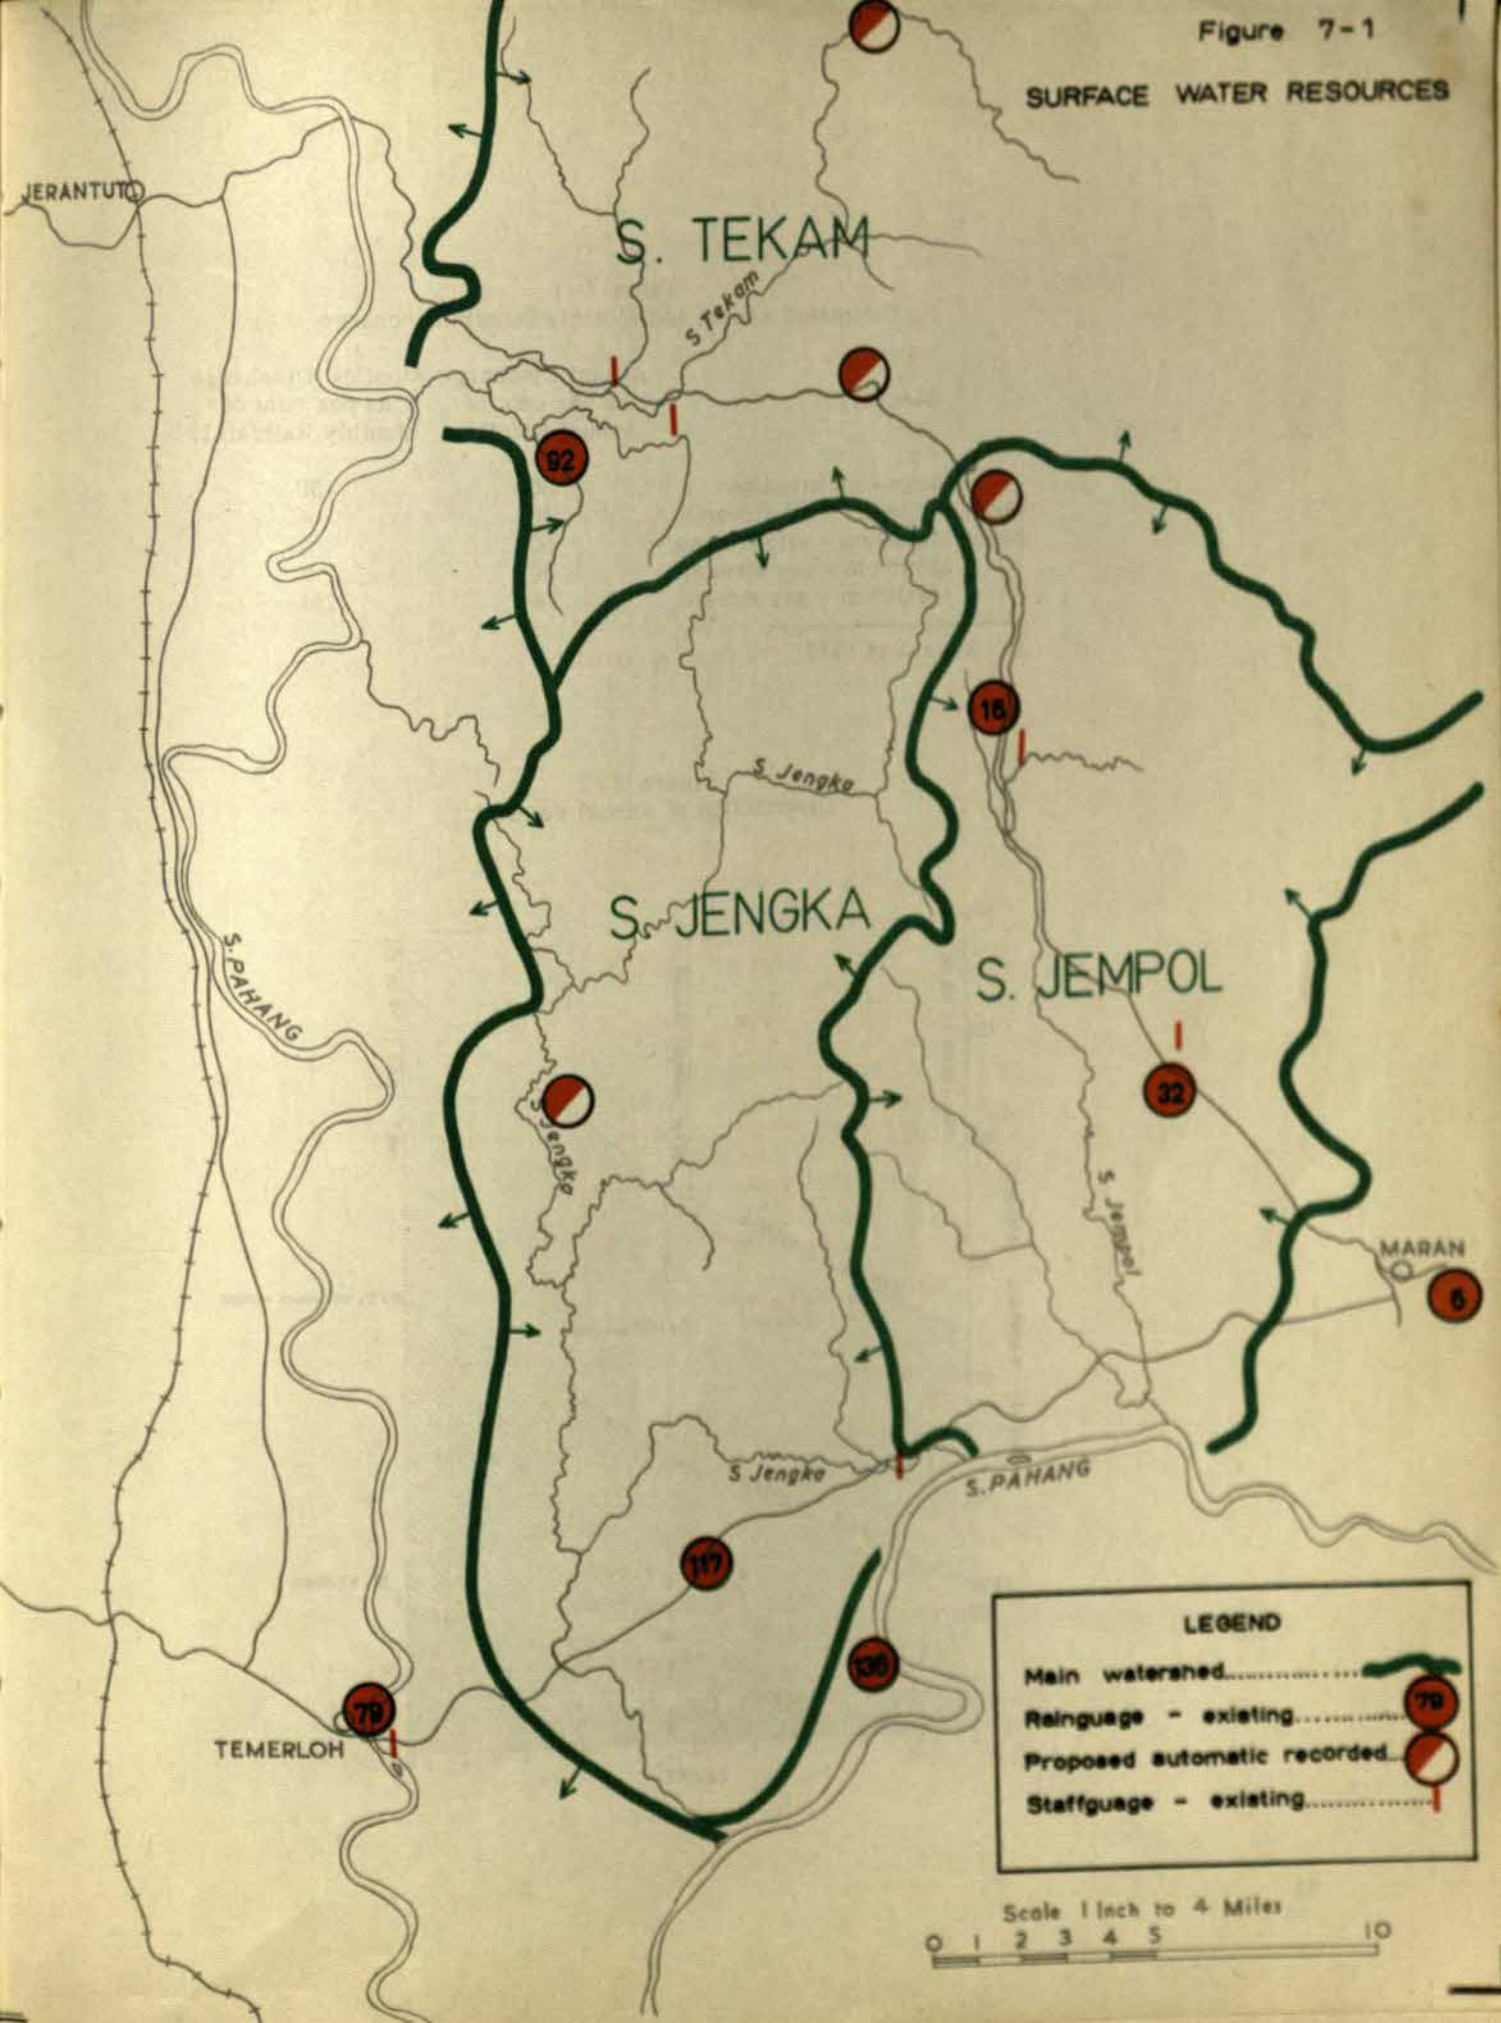 Figure 7-1
SURFACE WATER RESOURCES
JERANTUT
S. TEKAM
S Tekam
92
16
S. Jengka
S. JENGKA
S. PAHANG
S. JEMPOL
32
S Jengka
S Jempol
MARAN
6
S Jengka
S. PAHANG
117
136
79
TEMERLOH
LEGEND
Main watershed
Rainguage - existing 79
Proposed automatic recorded
Staffguage - existing
Scale 1 Inch to 4 Miles
0 1 2 3 4 5 10